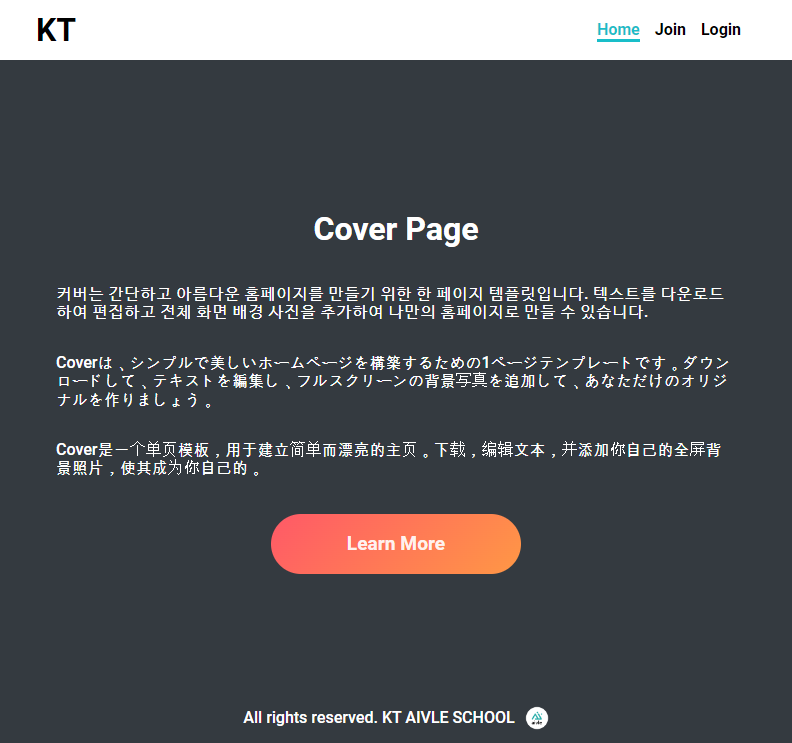 KT
Home Join Login
Cover Page
커버는 간단하고 아름다운 홈페이지를 만들기 위한 한 페이지 템플릿입니다. 텍스트를 다운로드
하여 편집하고 전체 화면 배경 사진을 추가하여 나만의 홈페이지로 만들 수 있습니다.
Coverは、シンプルで美しいホームページを構築するための1ページテンプレートです。ダウン
ロードして、テキストを編集し、フルスクリーンの背景写真を追加して、あなただけのオリジ
ナルを作りましょう。
Cover是一个单页模板，用于建立简单而漂亮的主页。下载，编辑文本，并添加你自己的全屏背
景照片，使其成为你自己的。
Learn More
All rights reserved. KT AIVLE SCHOOL
aivle